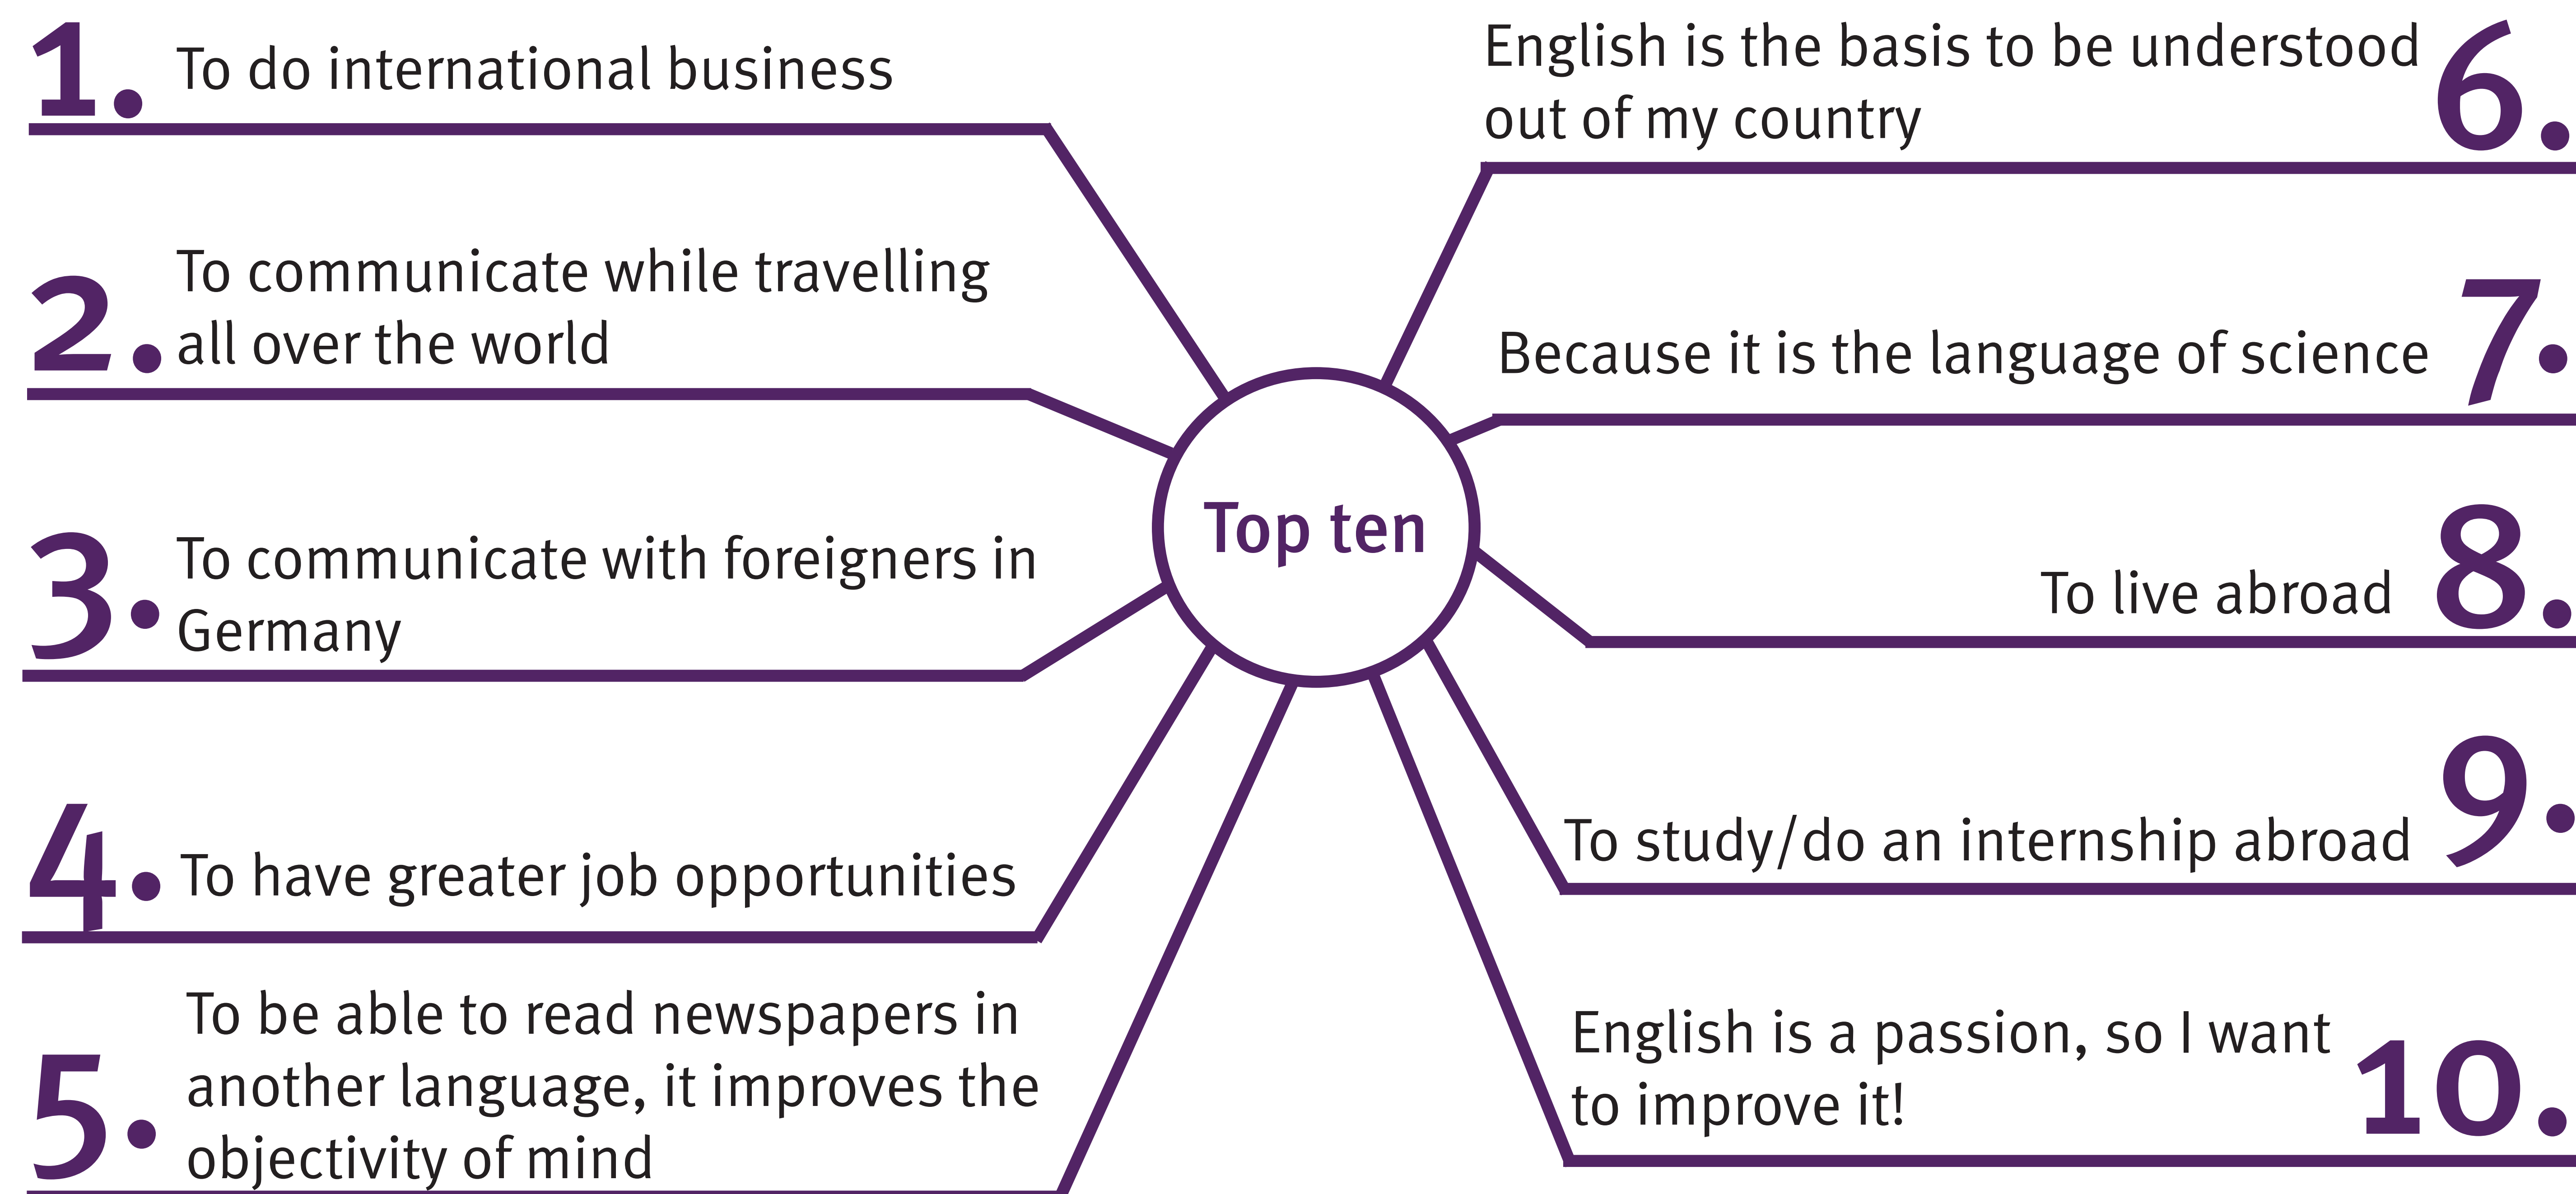 1. To do international business
2. To communicate while travelling
all over the world
3. To communicate with foreigners in
Germany
4. To have greater job opportunities
5. To be able to read newspapers in
another language, it improves the
objectivity of mind
Top ten
6. English is the basis to be understood
out of my country
7. Because it is the language of science
8. To live abroad
9. To study/do an internship abroad
10. English is a passion, so I want
to improve it!